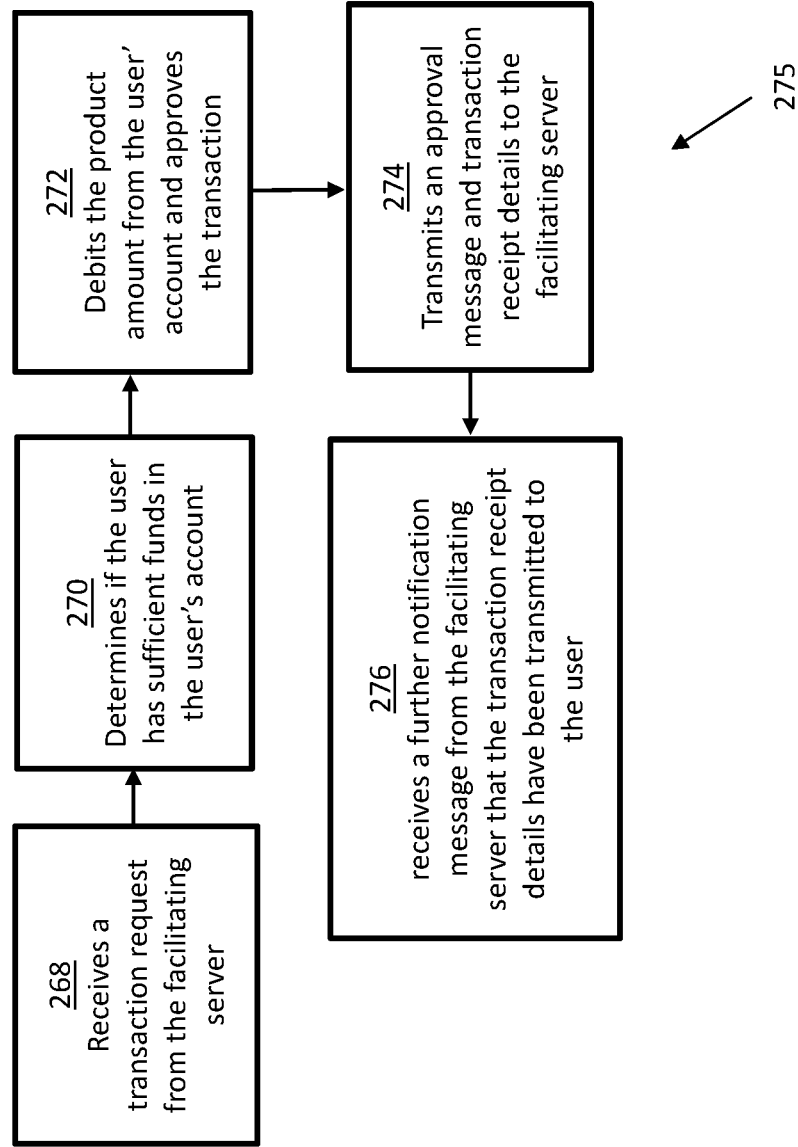 268
Receives a
transaction request
from the facilitating
server
270
Determines if the user
has sufficient funds in
the user’s account
272
Debits the product
amount from the user’
account and approves
the transaction
274
Transmits an approval
message and transaction
receipt details to the
facilitating server
276
receives a further notification
message from the facilitating
server that the transaction receipt
details have been transmitted to
the user
275